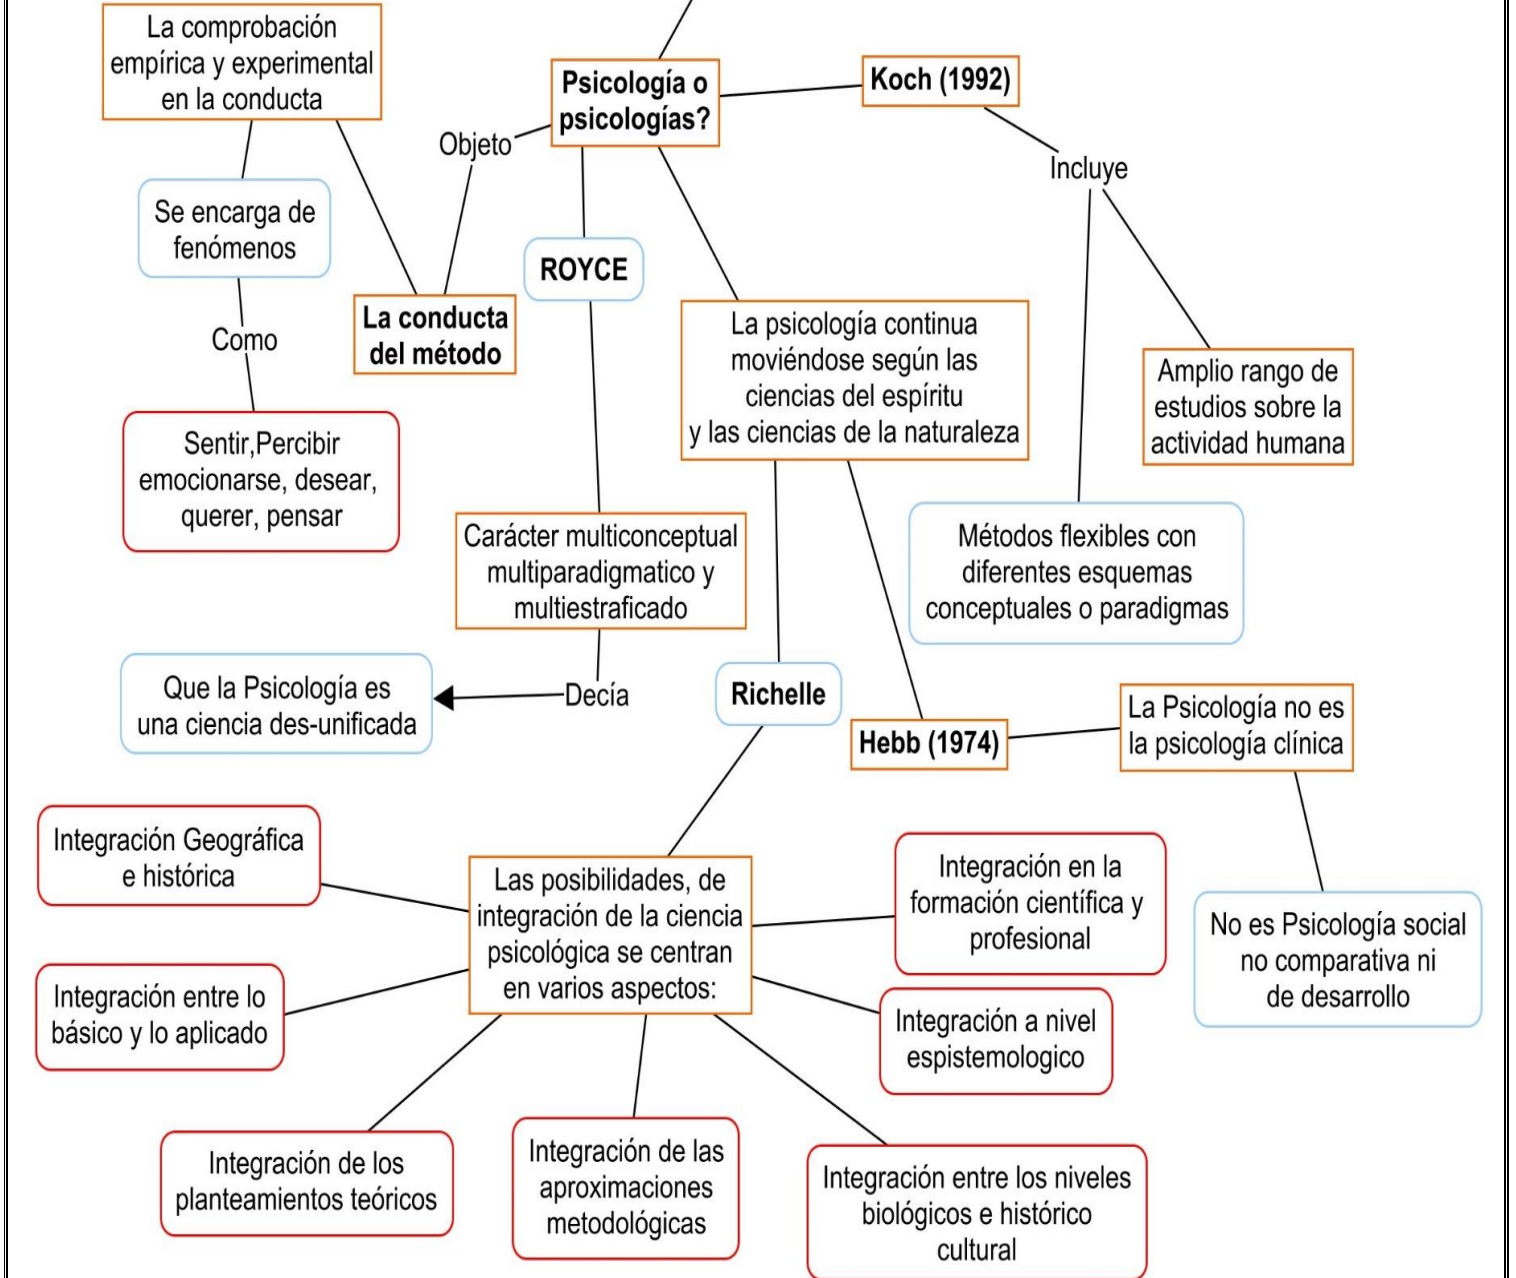 La comprobación
empírica y experimental
en la conducta
Psicología o
psicologías?
Koch (1992)
Objeto
Incluye
Se encarga de
fenómenos
ROYCE
Como
La conducta
del método
La psicología continua
moviéndose según las
ciencias del espíritu
y las ciencias de la naturaleza
Amplio rango de
estudios sobre la
actividad humana
Sentir,Percibir
emocionarse, desear,
querer, pensar
Carácter multiconceptual
multiparadigmatico y
multiestraficado
Métodos flexibles con
diferentes esquemas
conceptuales o paradigmas
Que la Psicología es
una ciencia des-unificada
Decía
Richelle
Hebb (1974)
La Psicología no es
la psicología clínica
Integración Geográfica
e histórica
Las posibilidades, de
integración de la ciencia
psicológica se centran
en varios aspectos:
Integración en la
formación científica y
profesional
No es Psicología social
no comparativa ni
de desarrollo
Integración entre lo
básico y lo aplicado
Integración a nivel
espistemologico
Integración de los
planteamientos teóricos
Integración de las
aproximaciones
metodológicas
Integración entre los niveles
biológicos e histórico
cultural